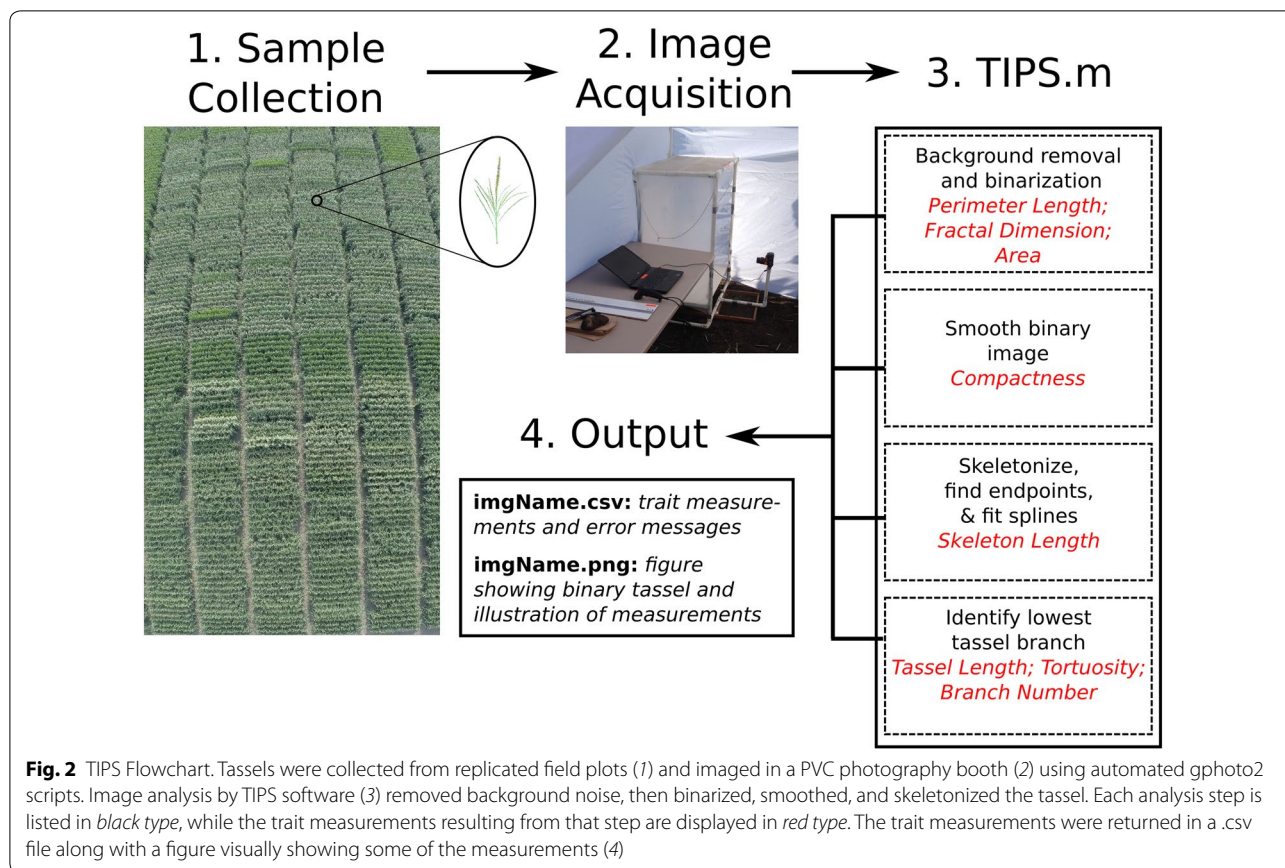 1. Sample
Collection
2. Image
Acquisition
3. TIPS.m
Background removal
and binarization
Perimeter Length;
Fractal Dimension;
Area
Smooth binary
image
Compactness
Skeletonize,
find endpoints,
& fit splines
Skeleton Length
Identify lowest
tassel branch
Tassel Length; Tortuosity;
Branch Number
4. Output
imgName.csv: trait measure-
ments and error messages
imgName.png: figure
showing binary tassel and
illustration of measurements
Fig. 2 TIPS Flowchart. Tassels were collected from replicated field plots (1) and imaged in a PVC photography booth (2) using automated gphoto2
scripts. Image analysis by TIPS software (3) removed background noise, then binarized, smoothed, and skeletonized the tassel. Each analysis step is
listed in black type, while the trait measurements resulting from that step are displayed in red type. The trait measurements were returned in a .csv
file along with a figure visually showing some of the measurements (4)